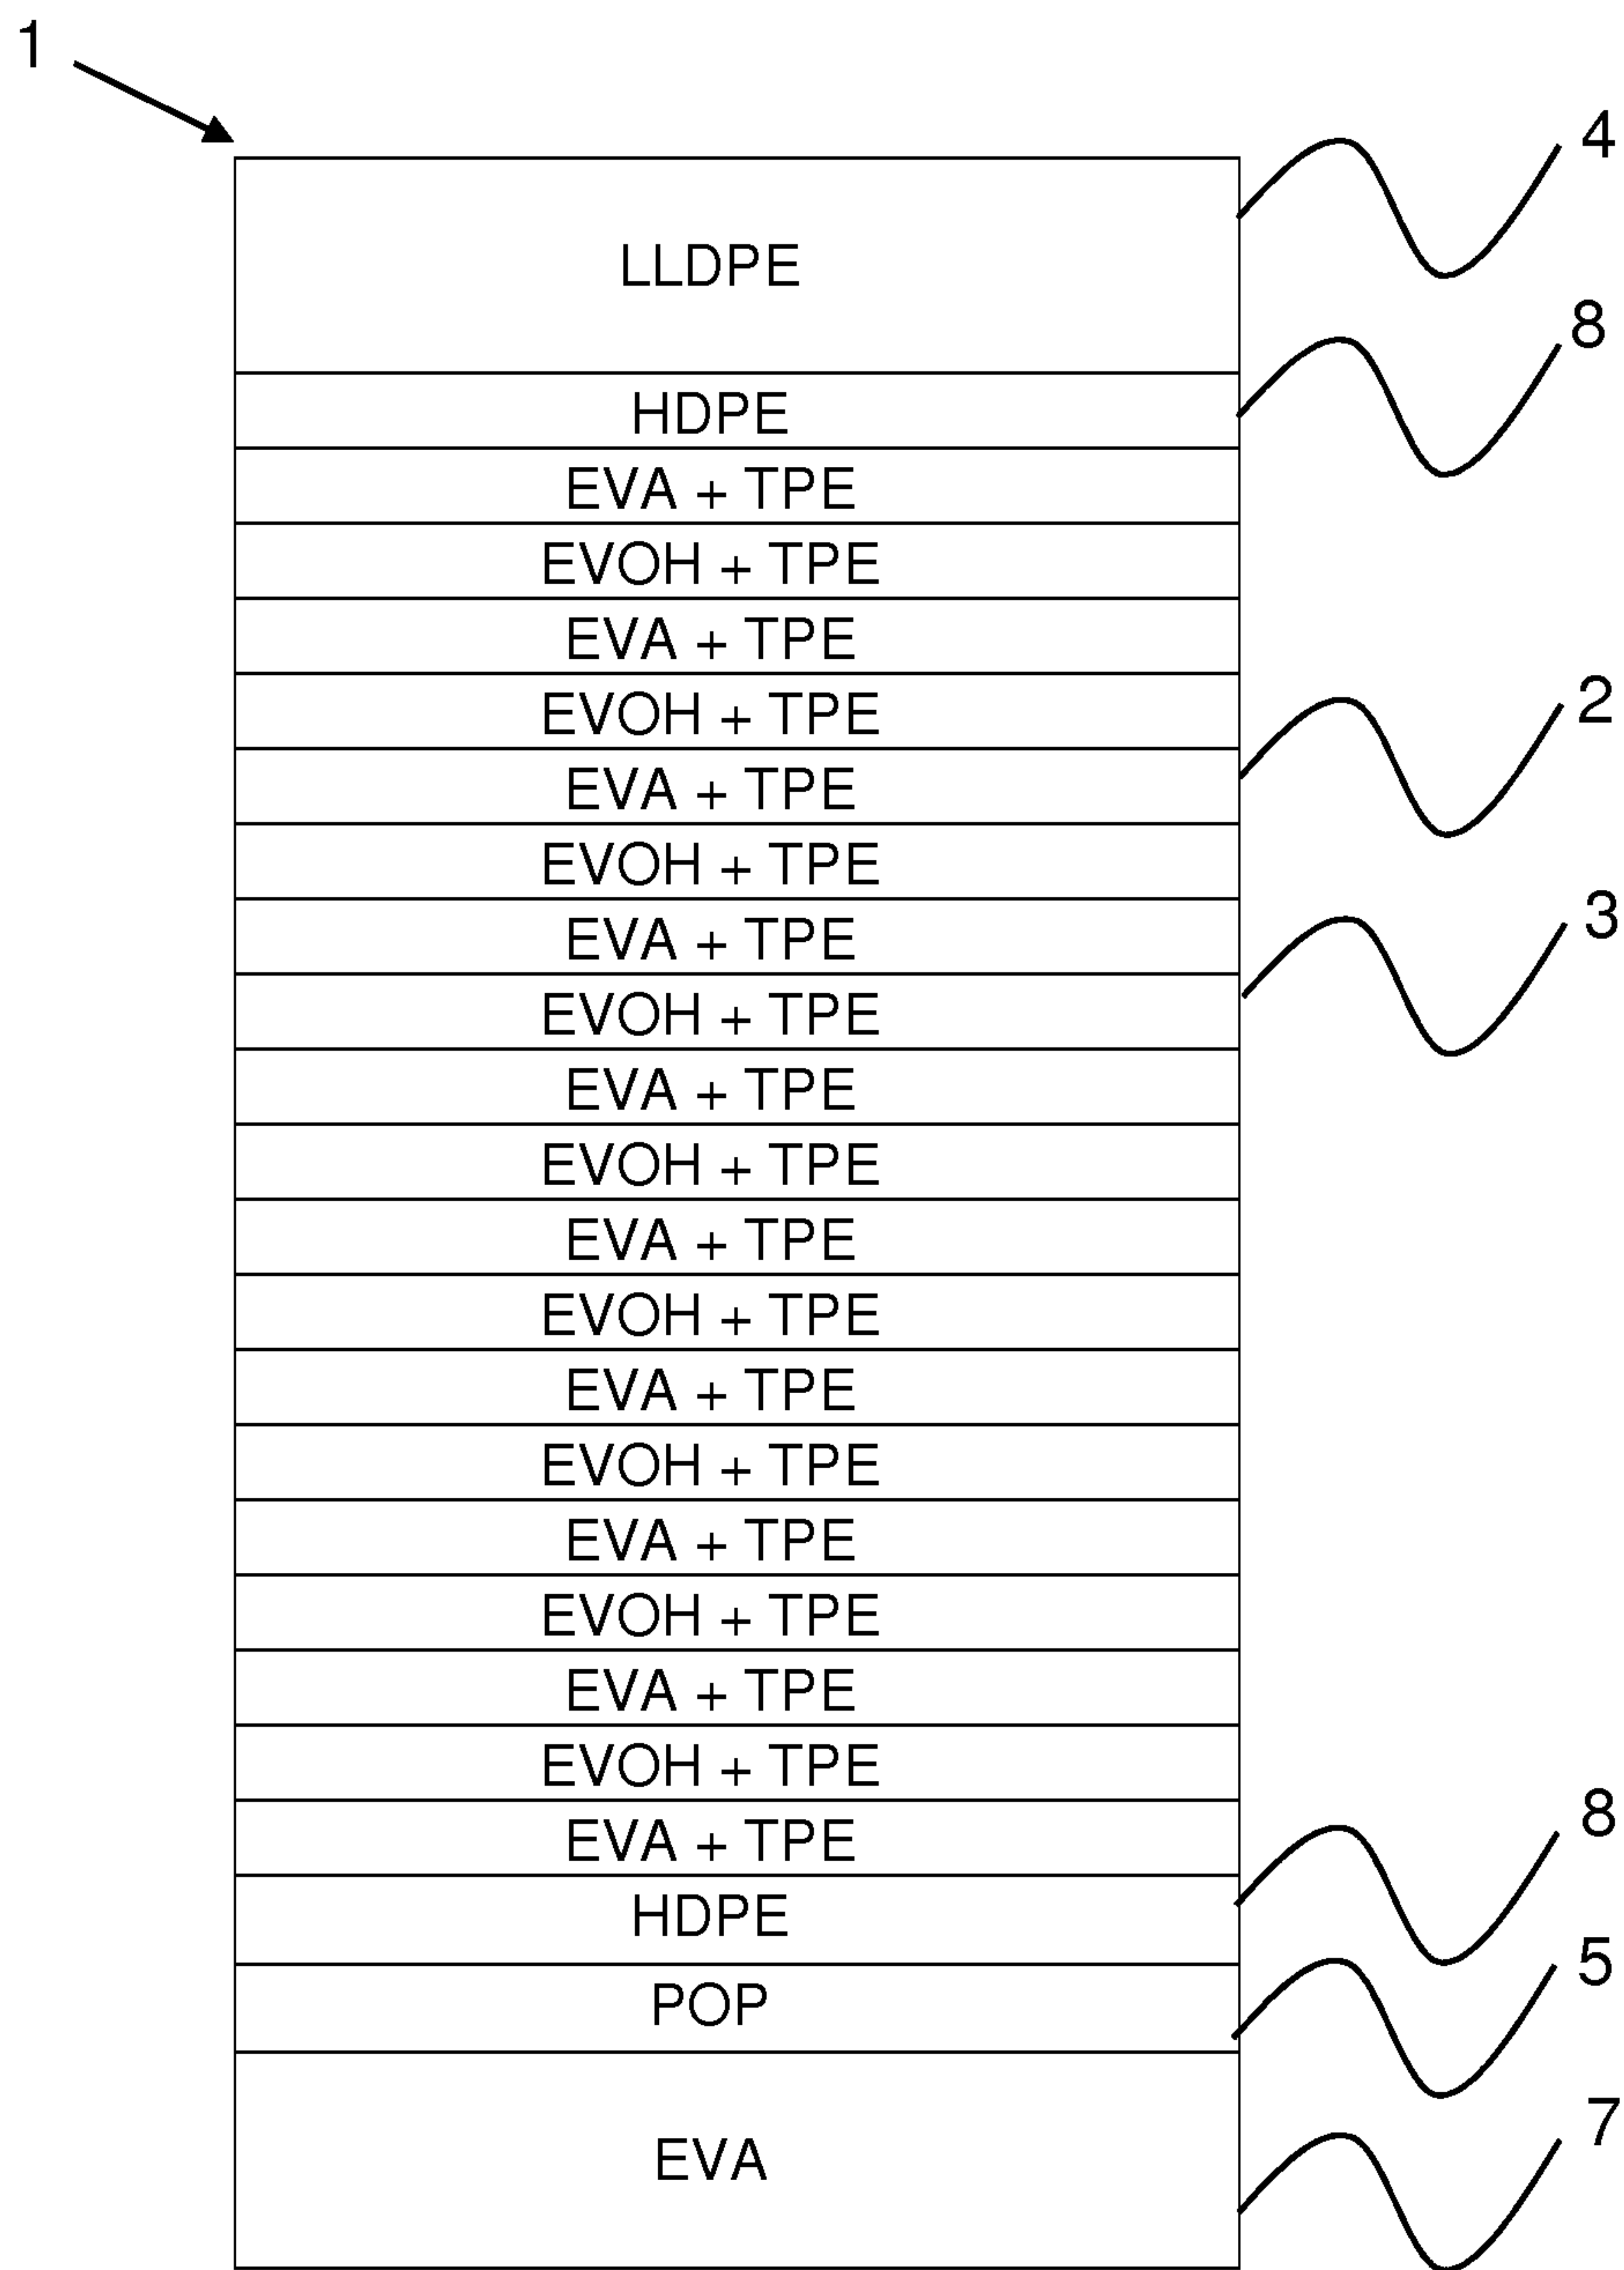 1
4
LLDPE
8
HDPE
EVA + TPE
EVOH + TPE
EVA + TPE
2
EVOH + TPE
EVA + TPE
EVOH + TPE
3
EVA + TPE
EVOH + TPE
EVA + TPE
EVOH + TPE
EVA + TPE
EVOH + TPE
EVA + TPE
EVOH + TPE
EVA + TPE
EVOH + TPE
EVA + TPE
EVOH + TPE
8
EVA + TPE
HDPE
5
POP
7
EVA